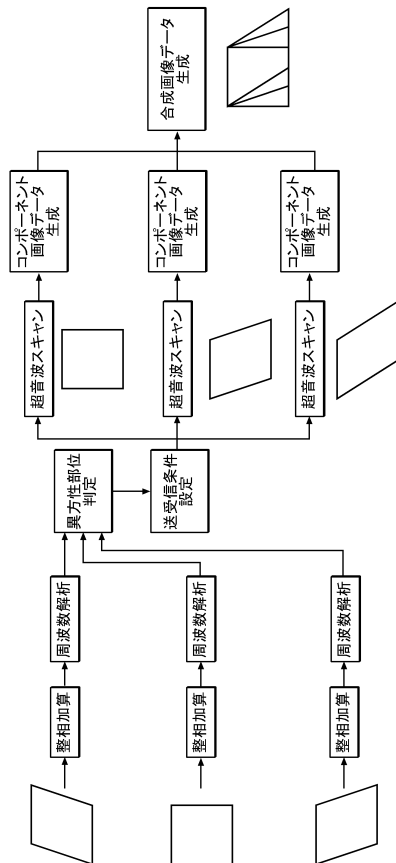 整相加算
周波数解析
整相加算
周波数解析
整相加算
周波数解析
異方性部位
判定
送受信条件
設定
超音波スキャン
コンポーネント
画像データ
生成
超音波スキャン
コンポーネント
画像データ
生成
超音波スキャン
コンポーネント
画像データ
生成
合成画像データ
生成